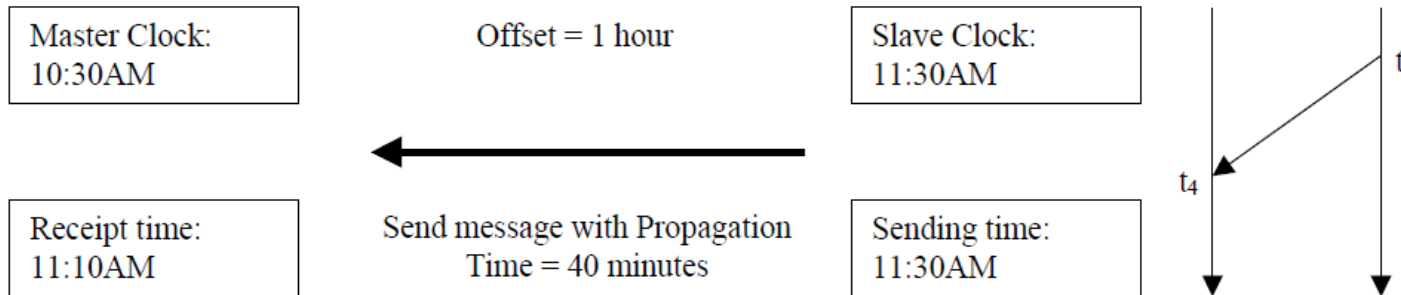 Master Clock:
10:30AM
Offset = 1 hour
Slave Clock:
11:30AM
t
t₄
Receipt time:
11:10AM
Send message with Propagation
Time = 40 minutes
Sending time:
11:30AM